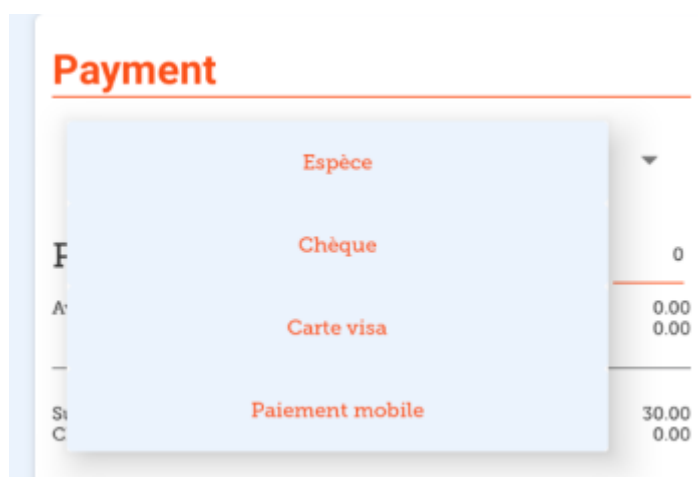 Payment
Espèce
Chèque
0
0.00
Carte visa
0.00
Paiement mobile
30.00
0.00